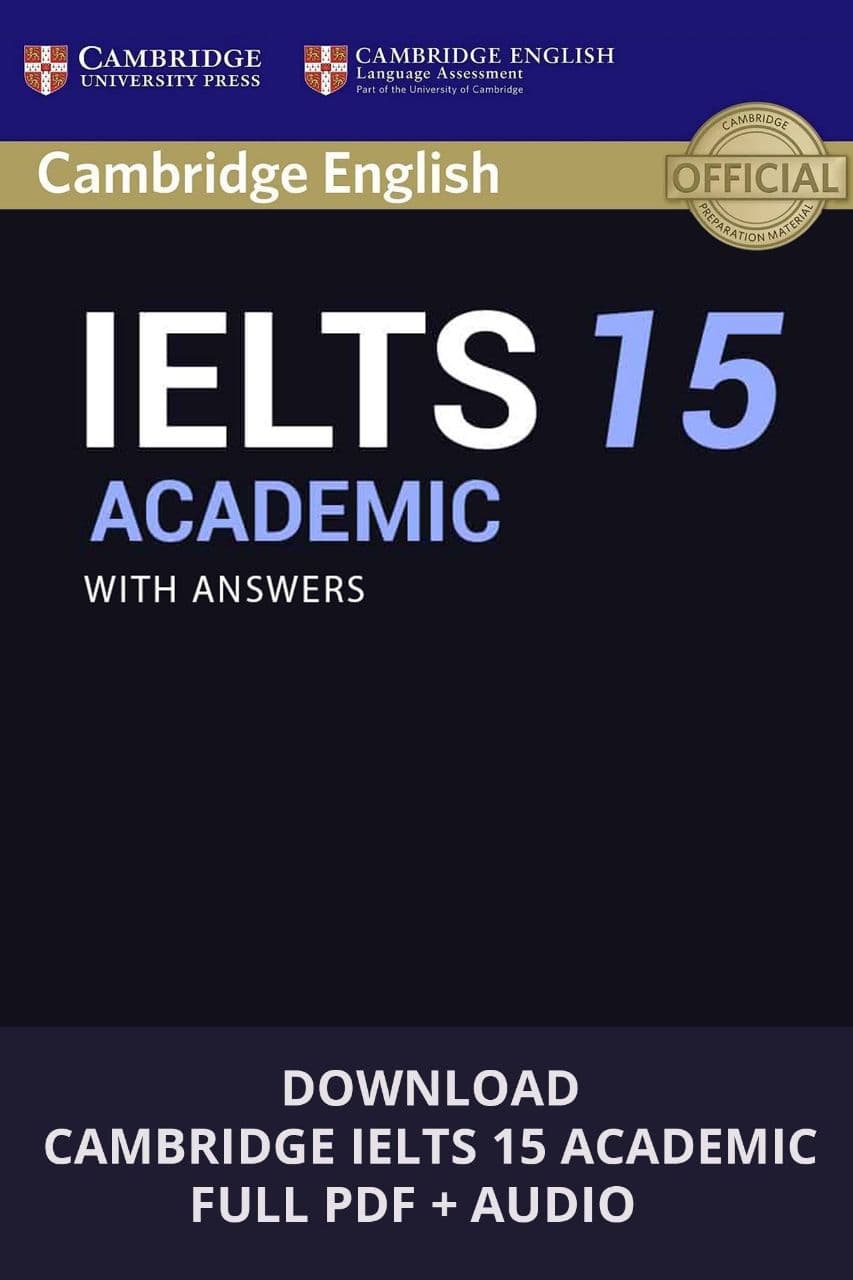 CAMBRIDGE
UNIVERSITY PRESS
CAMBRIDGE ENGLISH
Language Assessment
Part of the University of Cambridge
Cambridge English
CAMBRIDGE
OFFICIAL
PREPARATION MATERIAL
IELTS 15
ACADEMIC
WITH ANSWERS
DOWNLOAD
CAMBRIDGE IELTS 15 ACADEMIC
FULL PDF + AUDIO